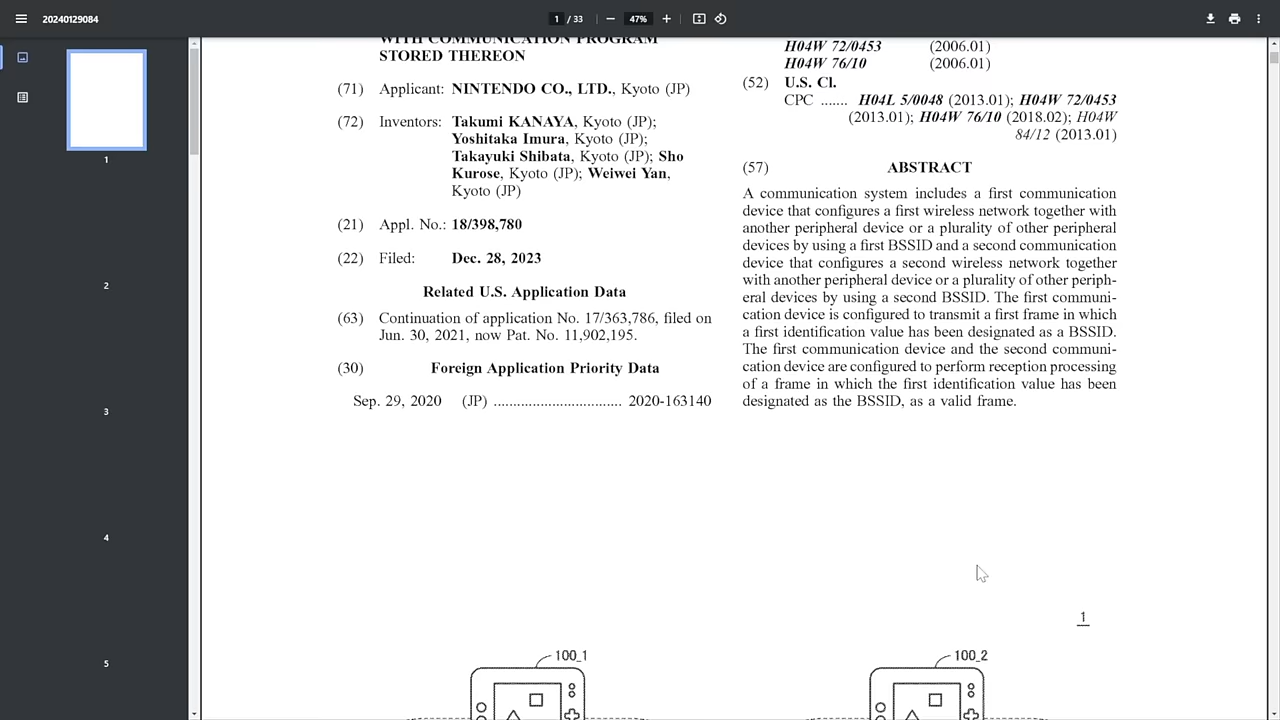 20240129084
1 / 33
47%
WITH COMMUNICATION PROGRAM
STORED THEREON
(71) Applicant: NINTENDO CO., LTD., Kyoto (JP)
(72) Inventors: Takumi KANAYA, Kyoto (JP);
Yoshitaka Imura, Kyoto (JP);
Takayuki Shibata, Kyoto (JP); Sho
Kurose, Kyoto (JP); Weiwei Yan,
Kyoto (JP)
(21) Appl. No.: 18/398,780
(22) Filed: Dec. 28, 2023
Related U.S. Application Data
(63) Continuation of application No. 17/363,786, filed on
Jun. 30, 2021, now Pat. No. 11,902,195.
(30) Foreign Application Priority Data
Sep. 29, 2020 (JP) ................................ 2020-163140
H04W 72/0453 (2006.01)
H04W 76/10 (2006.01)
(52) U.S. Cl.
CPC ....... H04L 5/0048 (2013.01); H04W 72/0453
(2013.01); H04W 76/10 (2018.02); H04W
84/12 (2013.01)
(57) ABSTRACT
A communication system includes a first communication
device that configures a first wireless network together with
another peripheral device or a plurality of other peripheral
devices by using a first BSSID and a second communication
device that configures a second wireless network together
with another peripheral device or a plurality of other periph-
eral devices by using a second BSSID. The first communi-
cation device is configured to transmit a first frame in which
a first identification value has been designated as a BSSID.
The first communication device and the second communi-
cation device are configured to perform reception processing
of a frame in which the first identification value has been
designated as the BSSID, as a valid frame.
1
100_1
100_2
1
2
3
4
5